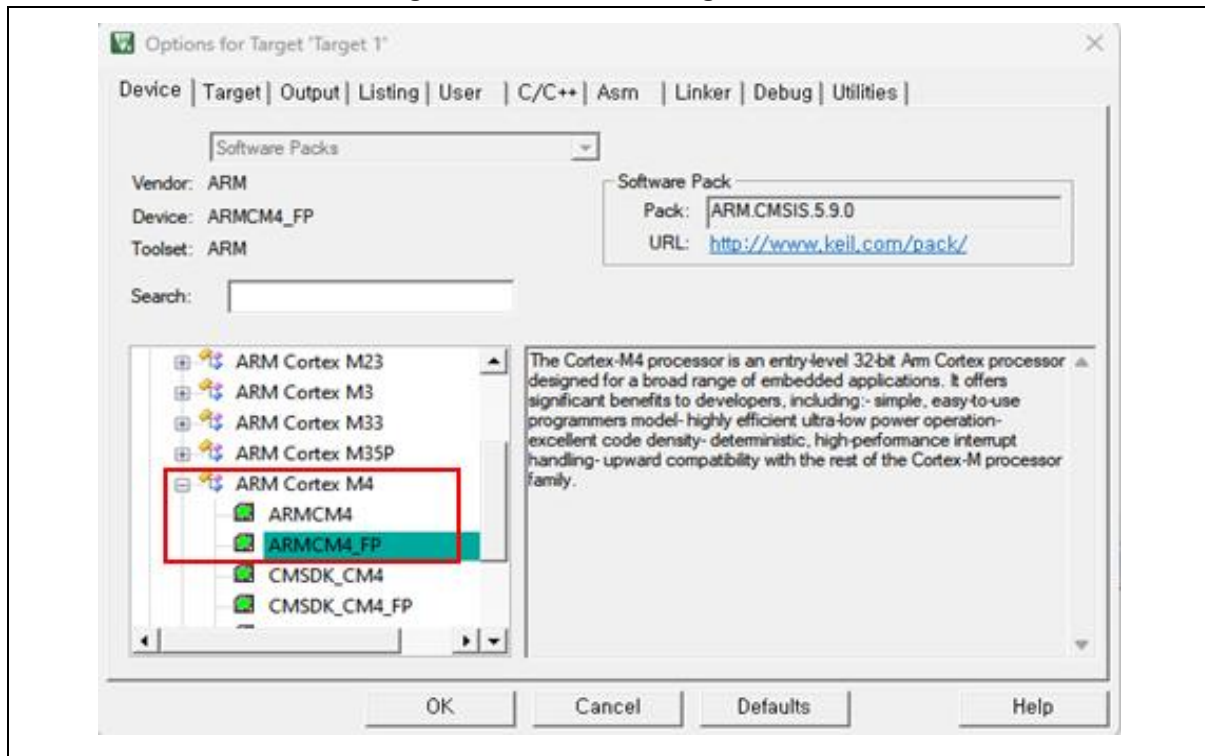 Options for Target 'Target 1'
Device | Target | Output | Listing | User | C/C++ | Asm | Linker | Debug | Utilities |
Software Packs
Vendor: ARM
Device: ARMCM4_FP
Toolset: ARM
Search:
Software Pack
Pack: ARM.CMSIS.5.9.0
URL: http://www.keil.com/pack/
ARM Cortex M23
ARM Cortex M3
ARM Cortex M33
ARM Cortex M35P
ARM Cortex M4
ARMCM4
ARMCM4_FP
CMSDK_CM4
CMSDK_CM4_FP
The Cortex-M4 processor is an entry-level 32-bit Arm Cortex processor
designed for a broad range of embedded applications. It offers
significant benefits to developers, including:- simple, easy-to-use
programmers model- highly efficient ultra-low power operation-
excellent code density- deterministic, high-performance interrupt
handling- upward compatibility with the rest of the Cortex-M processor
family.
OK
Cancel
Defaults
Help